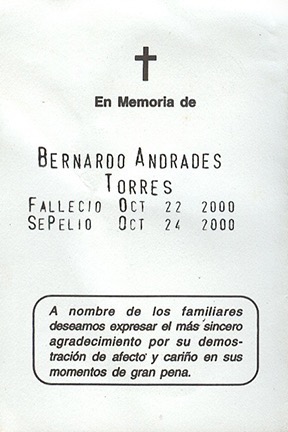 En Memoria de
BERNARDO ANDRADES
TORRES
FALLECIO OCT 22 2000
SEPELIO OCT 24 2000
A nombre de los familiares
deseamos expresar el más sincero
agradecimiento por su demos-
tración de afecto y cariño en sus
momentos de gran pena.